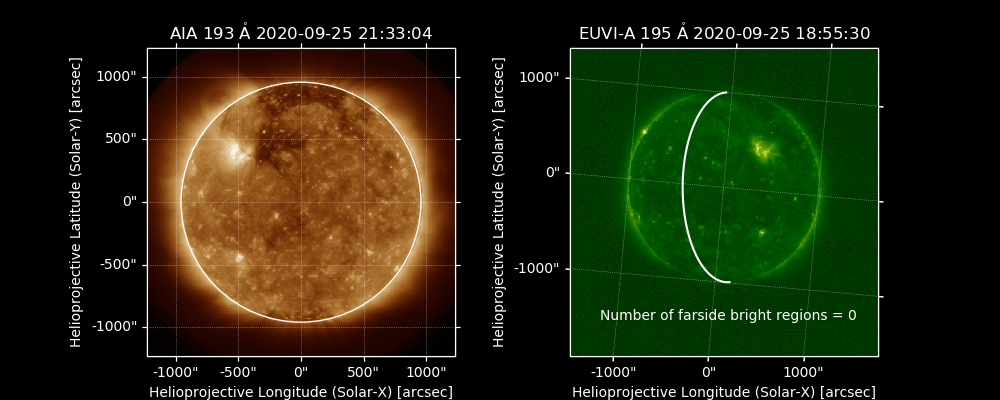 AIA 193 Å 2020-09-25 21:33:04
Helioprojective Latitude (Solar-Y) [arcsec]
1000"
500"
0"
-500"
-1000"
-1000" -500" 0" 500" 1000"
Helioprojective Longitude (Solar-X) [arcsec]
EUVI-A 195 Å 2020-09-25 18:55:30
Helioprojective Latitude (Solar-Y) [arcsec]
1000"
0"
-1000"
Number of farside bright regions = 0
-1000" 0" 1000"
Helioprojective Longitude (Solar-X) [arcsec]